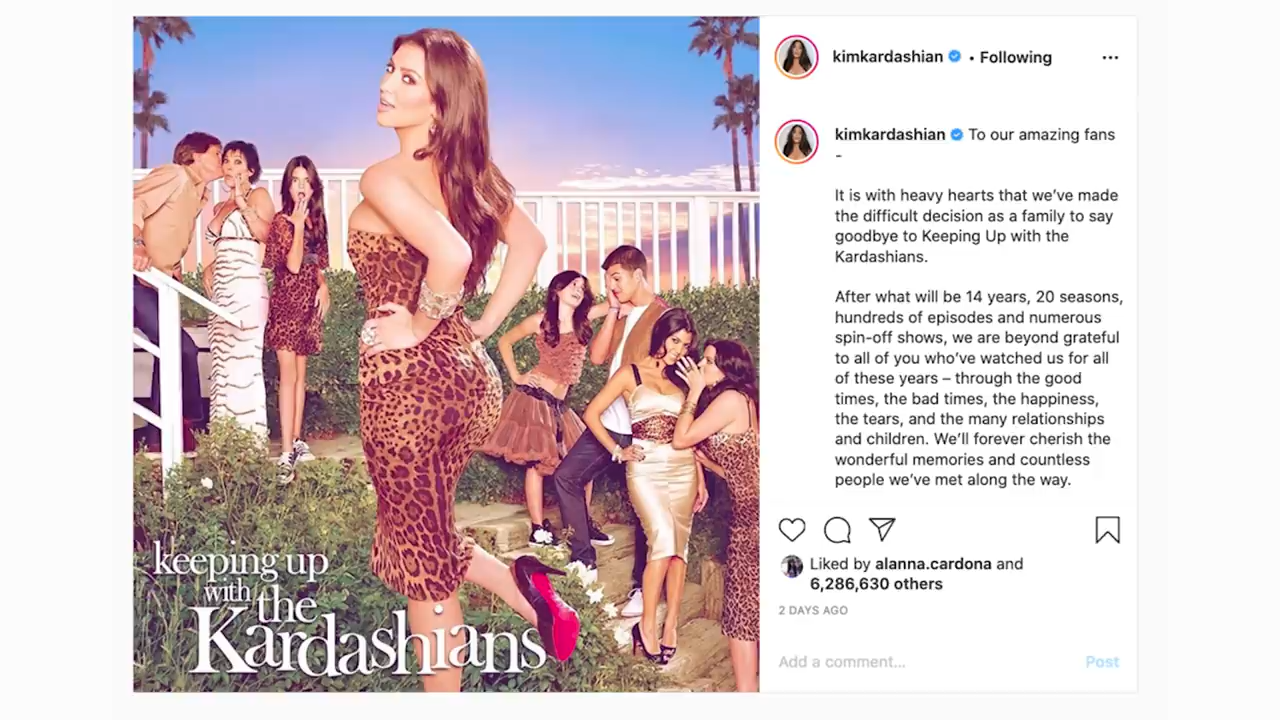 keeping up
with the
Kardashians
kimkardashian • Following
kimkardashian To our amazing fans
-
It is with heavy hearts that we’ve made
the difficult decision as a family to say
goodbye to Keeping Up with the
Kardashians.
After what will be 14 years, 20 seasons,
hundreds of episodes and numerous
spin-off shows, we are beyond grateful
to all of you who’ve watched us for all
of these years – through the good
times, the bad times, the happiness,
the tears, and the many relationships
and children. We’ll forever cherish the
wonderful memories and countless
people we’ve met along the way.
Liked by alanna.cardona and
6,286,630 others
2 DAYS AGO
Add a comment... Post